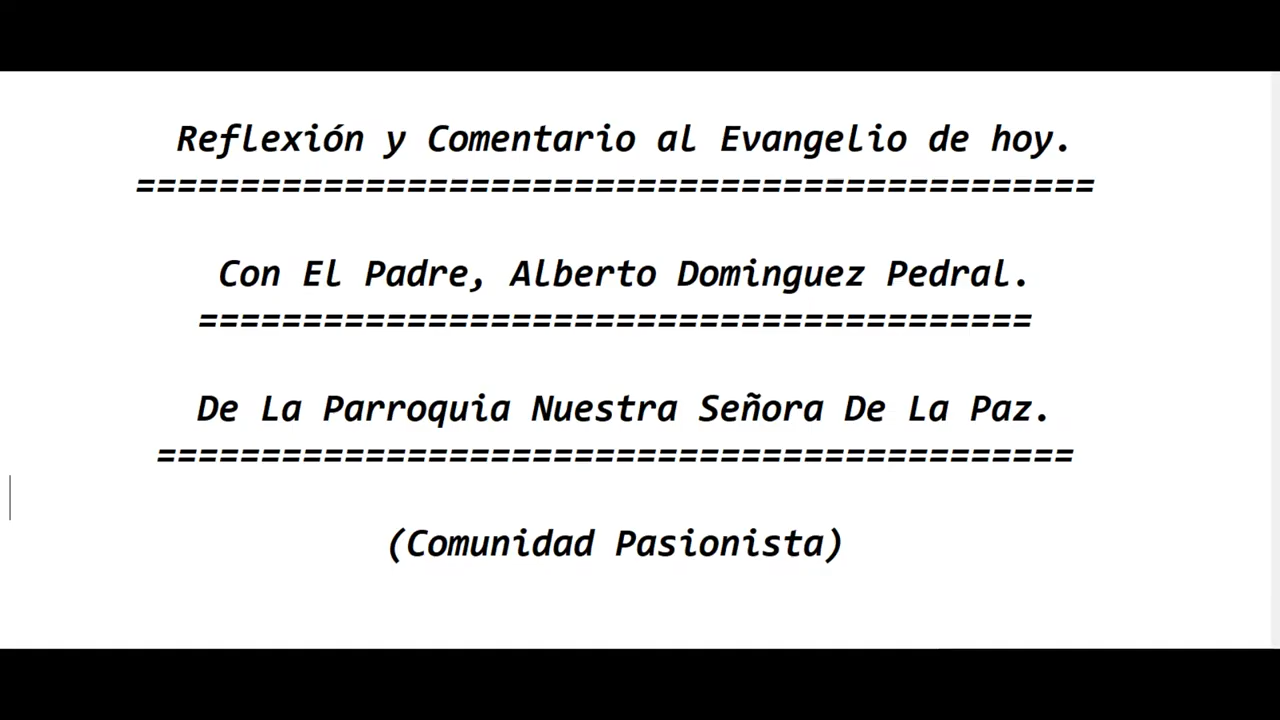 Reflexión y Comentario al Evangelio de hoy.
==============================================
Con El Padre, Alberto Dominguez Pedral.
========================================
De La Parroquia Nuestra Señora De La Paz.
============================================
(Comunidad Pasionista)